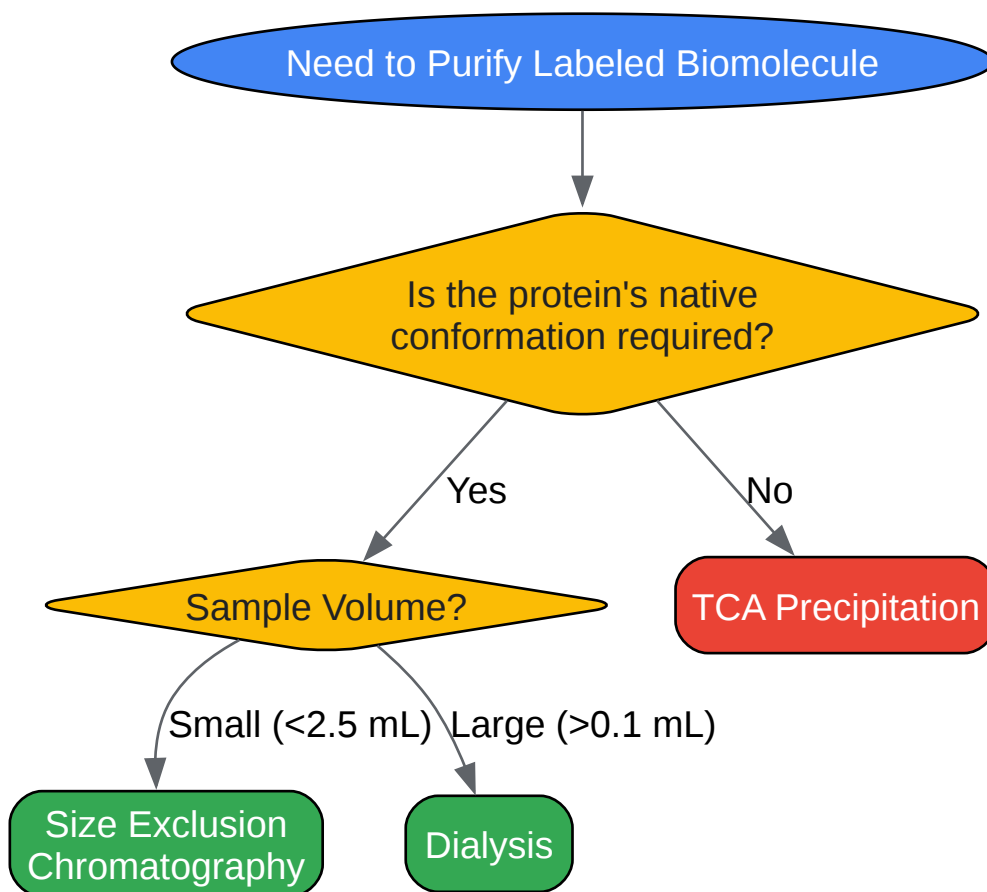 Need to Purify Labeled Biomolecule
Is the protein's native
conformation required?
Yes
No
Sample Volume?
TCA Precipitation
Small (<2.5 mL)
Large (>0.1 mL)
Size Exclusion
Chromatography
Dialysis